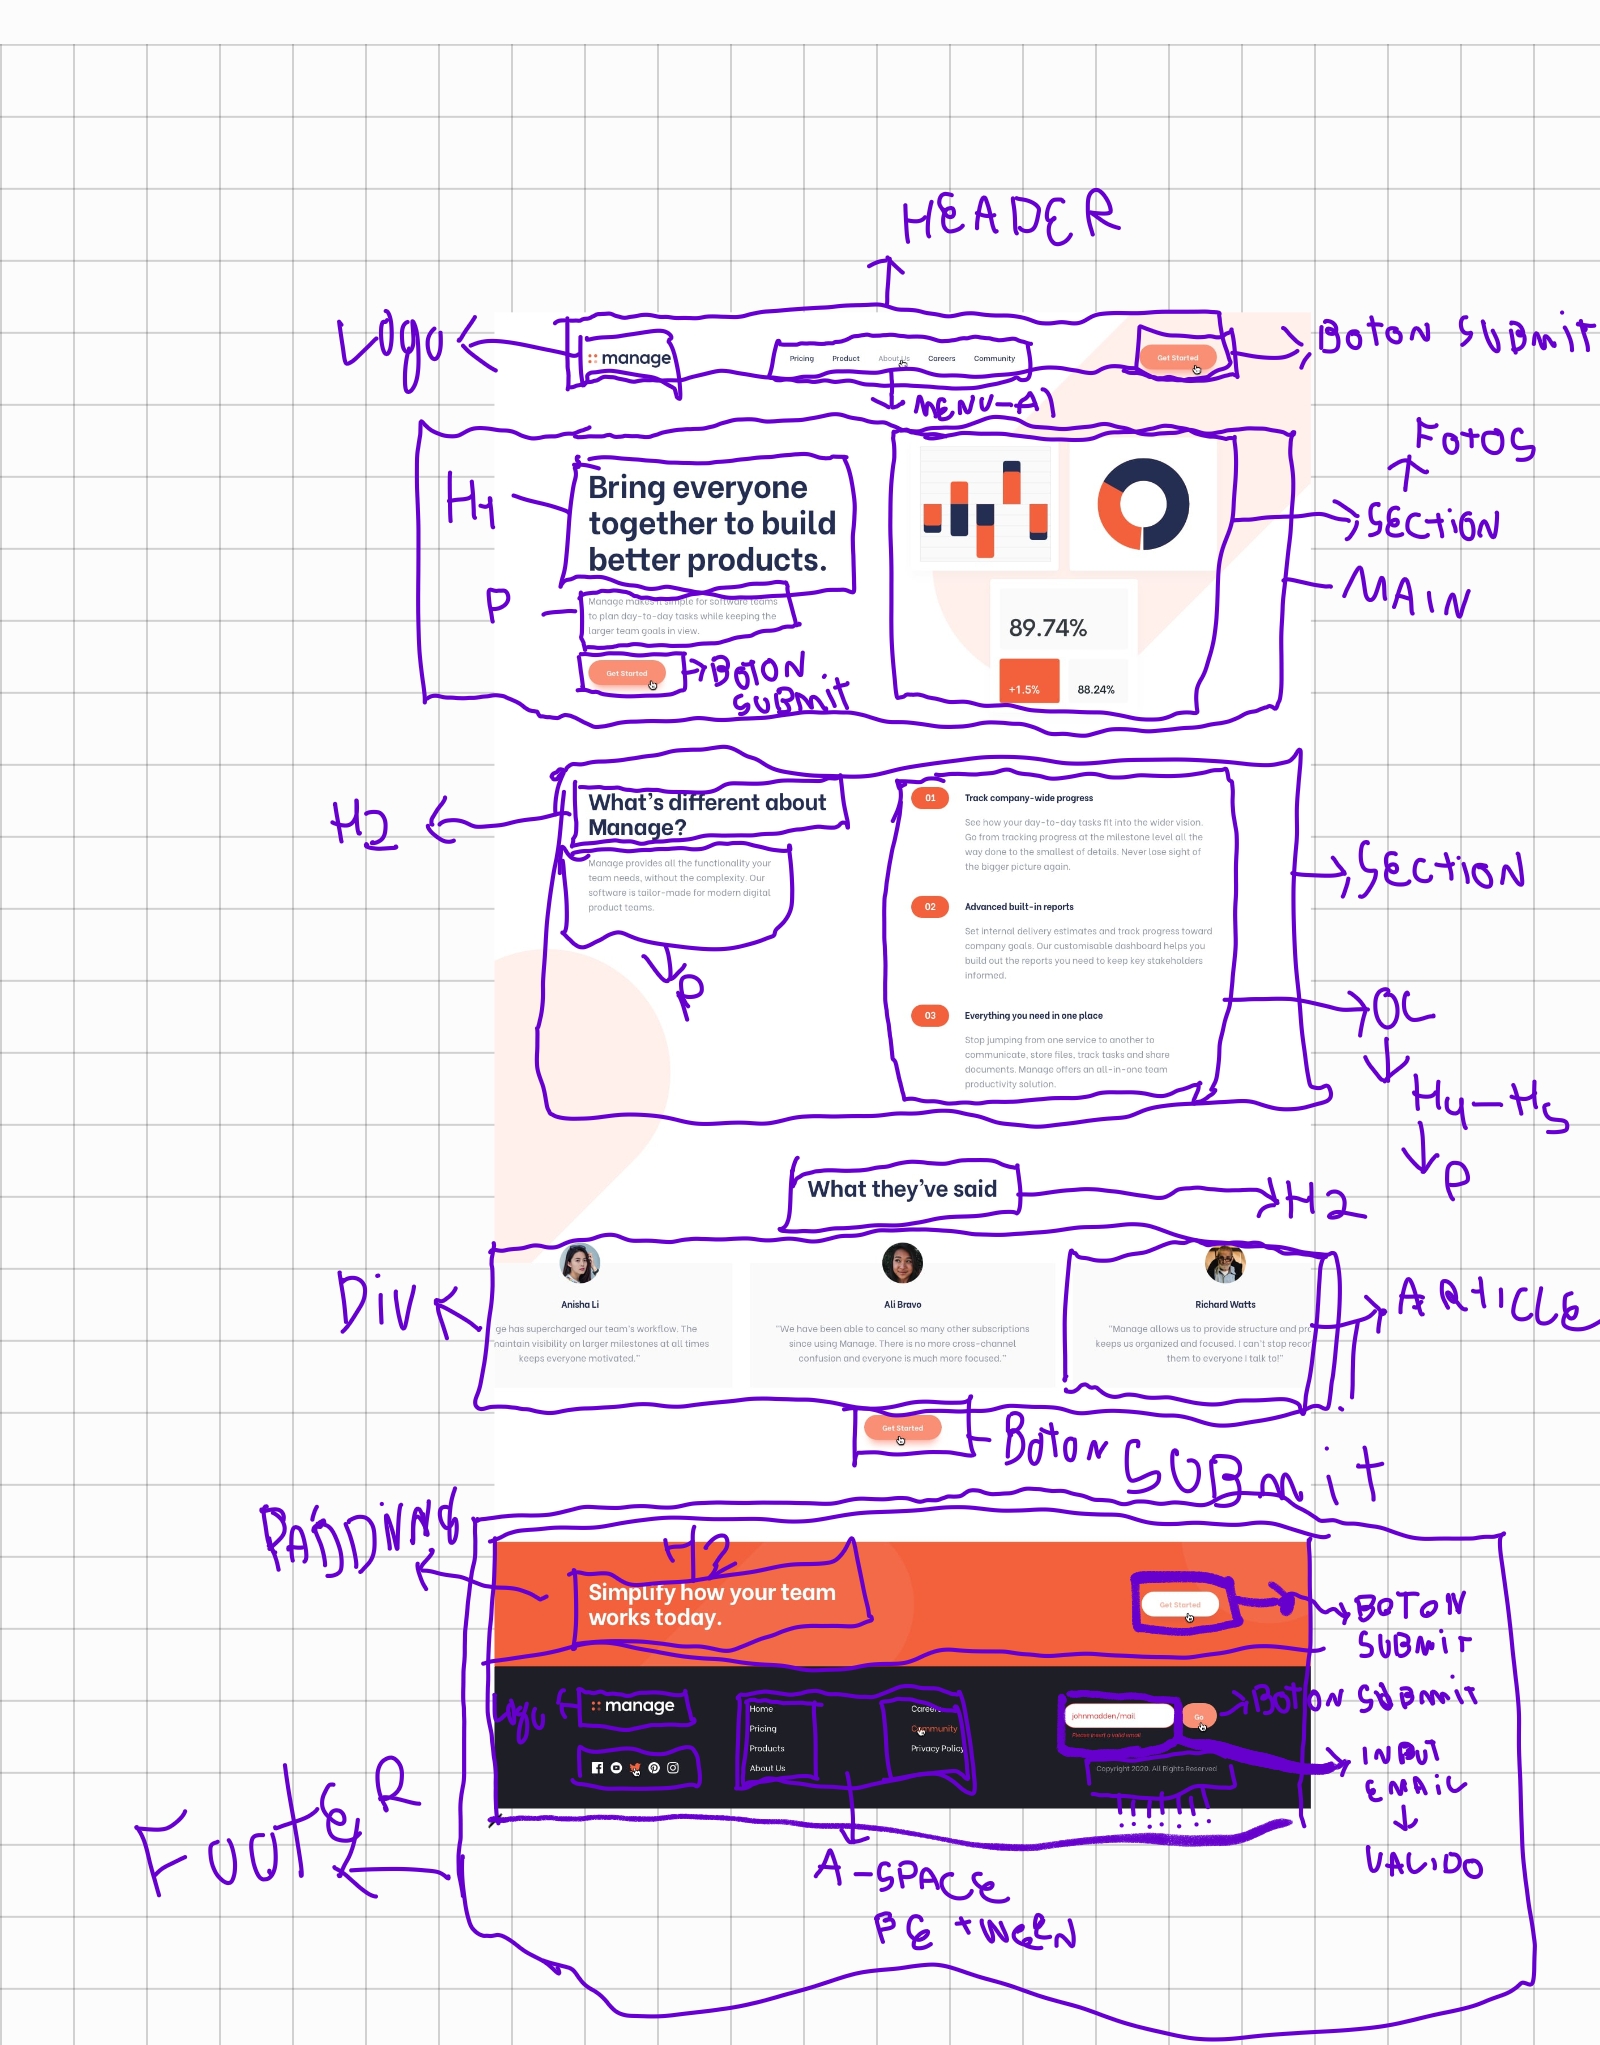 HEADER
Logo
manage
Pricing Product About Us Careers Community
Get Started
BOTON SUBMIT
MENU-A)
FOTOS
SECTION
MAIN
H1
Bring everyone
together to build
better products.
P
Manage makes it simple for software teams
to plan day-to-day tasks while keeping the
larger team goals in view.
Get Started
BOTON
SUBMIT
89.74%
+1.5%
88.24%
H2
What's different about
Manage?
Manage provides all the functionality your
team needs, without the complexity. Our
software is tailor-made for modern digital
product teams.
P
01
Track company-wide progress
See how your day-to-day tasks fit into the wider vision.
Go from tracking progress at the milestone level all the
way done to the smallest of details. Never lose sight of
the bigger picture again.
02
Advanced built-in reports
Set internal delivery estimates and track progress toward
company goals. Our customisable dashboard helps you
build out the reports you need to keep key stakeholders
informed.
03
Everything you need in one place
Stop jumping from one service to another to
communicate, store files, track tasks and share
documents. Manage offers an all-in-one team
productivity solution.
SECTION
OL
H4-H5
P
What they've said
H2
DIV
Anisha Li
ge has supercharged our team's workflow. The
maintain visibility on larger milestones at all times
keeps everyone motivated."
Ali Bravo
"We have been able to cancel so many other subscriptions
since using Manage. There is no more cross-channel
confusion and everyone is much more focused."
Richard Watts
"Manage allows us to provide structure and pro
keeps us organized and focused. I can't stop recor
them to everyone I talk to!"
ARTICLE
Get Started
BOTON SUBMIT
PADDING
H2
Simplify how your team
works today.
Get Started
BOTON
SUBMIT
Logo
manage
Home
Pricing
Products
About Us
Careers
Community
Privacy Policy
johnmadden/mail
Go
Please insert a valid email
Copyright 2020. All Rights Reserved
BOTON SUBMIT
INPUT
EMAIL
VALIDO
FOOTER
A-SPACE
BETWEEN